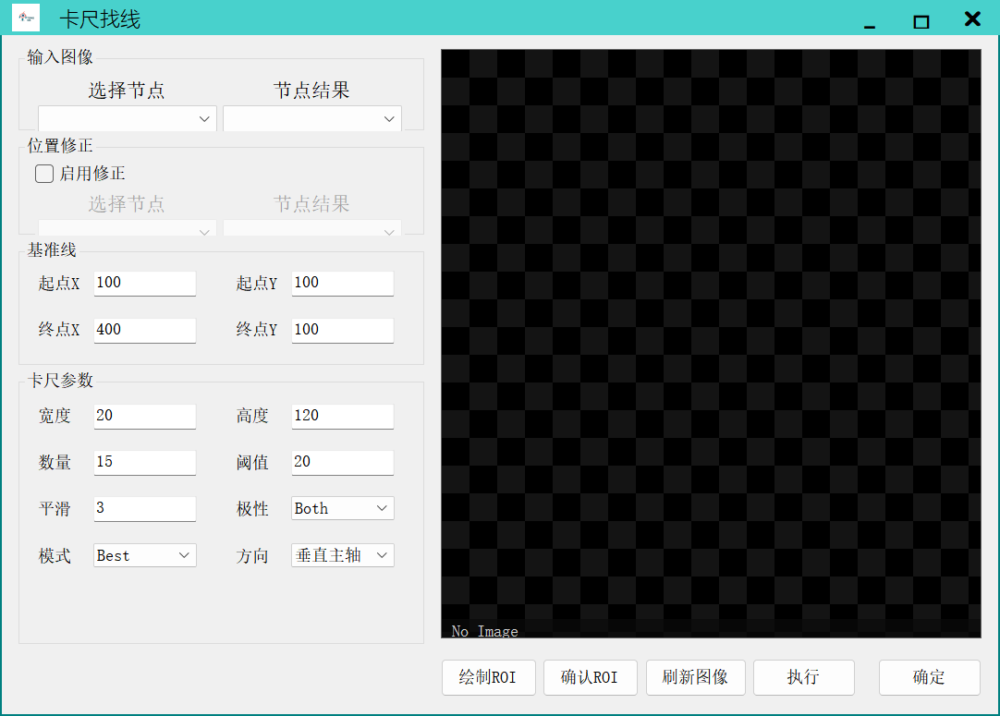 卡尺找线
输入图像
选择节点 节点结果
位置修正
启用修正
选择节点 节点结果
基准线
起点X 100 起点Y 100
终点X 400 终点Y 100
卡尺参数
宽度 20 高度 120
数量 15 阈值 20
平滑 3 极性 Both
模式 Best 方向 垂直主轴
No Image
绘制ROI 确认ROI 刷新图像 执行 确定